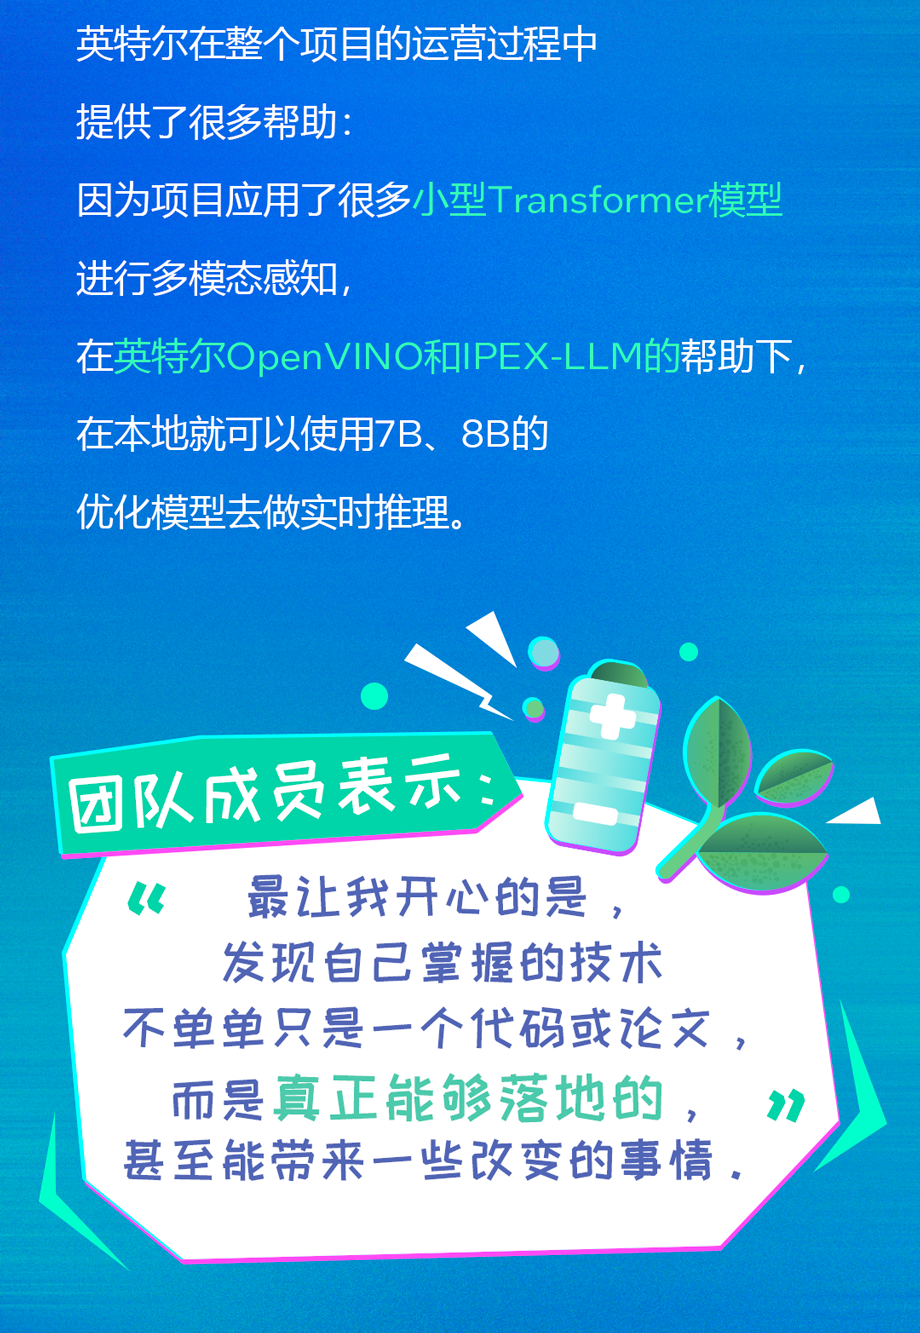 英特尔在整个项目的运营过程中
提供了很多帮助：
因为项目应用了很多小型Transformer模型
进行多模态感知，
在英特尔OpenVINO和IPEX-LLM的帮助下，
在本地就可以使用7B、8B的
优化模型去做实时推理。
团队成员表示：
“最让我开心的是，
发现自己掌握的技术
不单单只是一个代码或论文，
而是真正能够落地的，
甚至能带来一些改变的事情。”